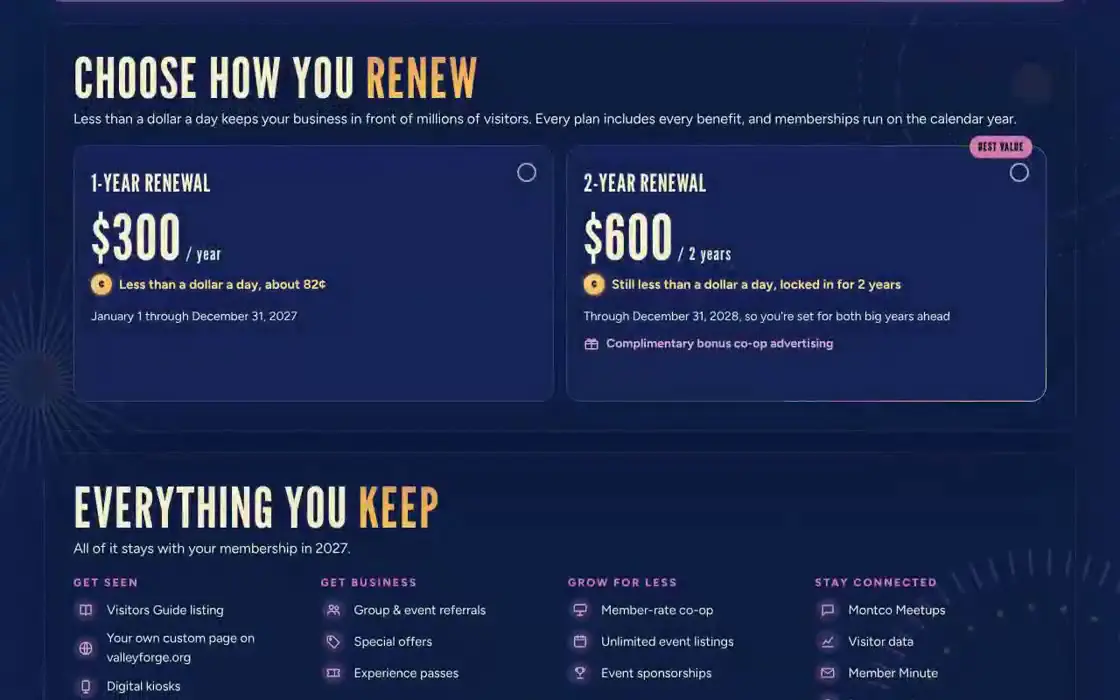 CHOOSE HOW YOU RENEW
Less than a dollar a day keeps your business in front of millions of visitors. Every plan includes every benefit, and memberships run on the calendar year.
1-YEAR RENEWAL
$300 / year
¢ Less than a dollar a day, about 82¢
January 1 through December 31, 2027
BEST VALUE
2-YEAR RENEWAL
$600 / 2 years
¢ Still less than a dollar a day, locked in for 2 years
Through December 31, 2028, so you're set for both big years ahead
Complimentary bonus co-op advertising
EVERYTHING YOU KEEP
All of it stays with your membership in 2027.
GET SEEN
Visitors Guide listing
Your own custom page on
valleyforge.org
Digital kiosks
GET BUSINESS
Group & event referrals
Special offers
Experience passes
GROW FOR LESS
Member-rate co-op
Unlimited event listings
Event sponsorships
STAY CONNECTED
Montco Meetups
Visitor data
Member Minute